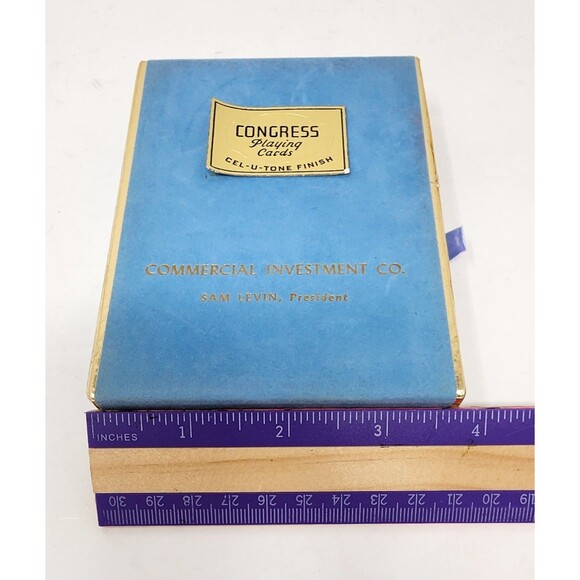 CONGRESS
Playing
Cards
CEL-U-TONE FINISH
COMMERCIAL INVESTMENT CO.
SAM LEVIN, President
INCHES 1 2 3 4
30 29 28 27 26 25 24 23 22 21 20 19